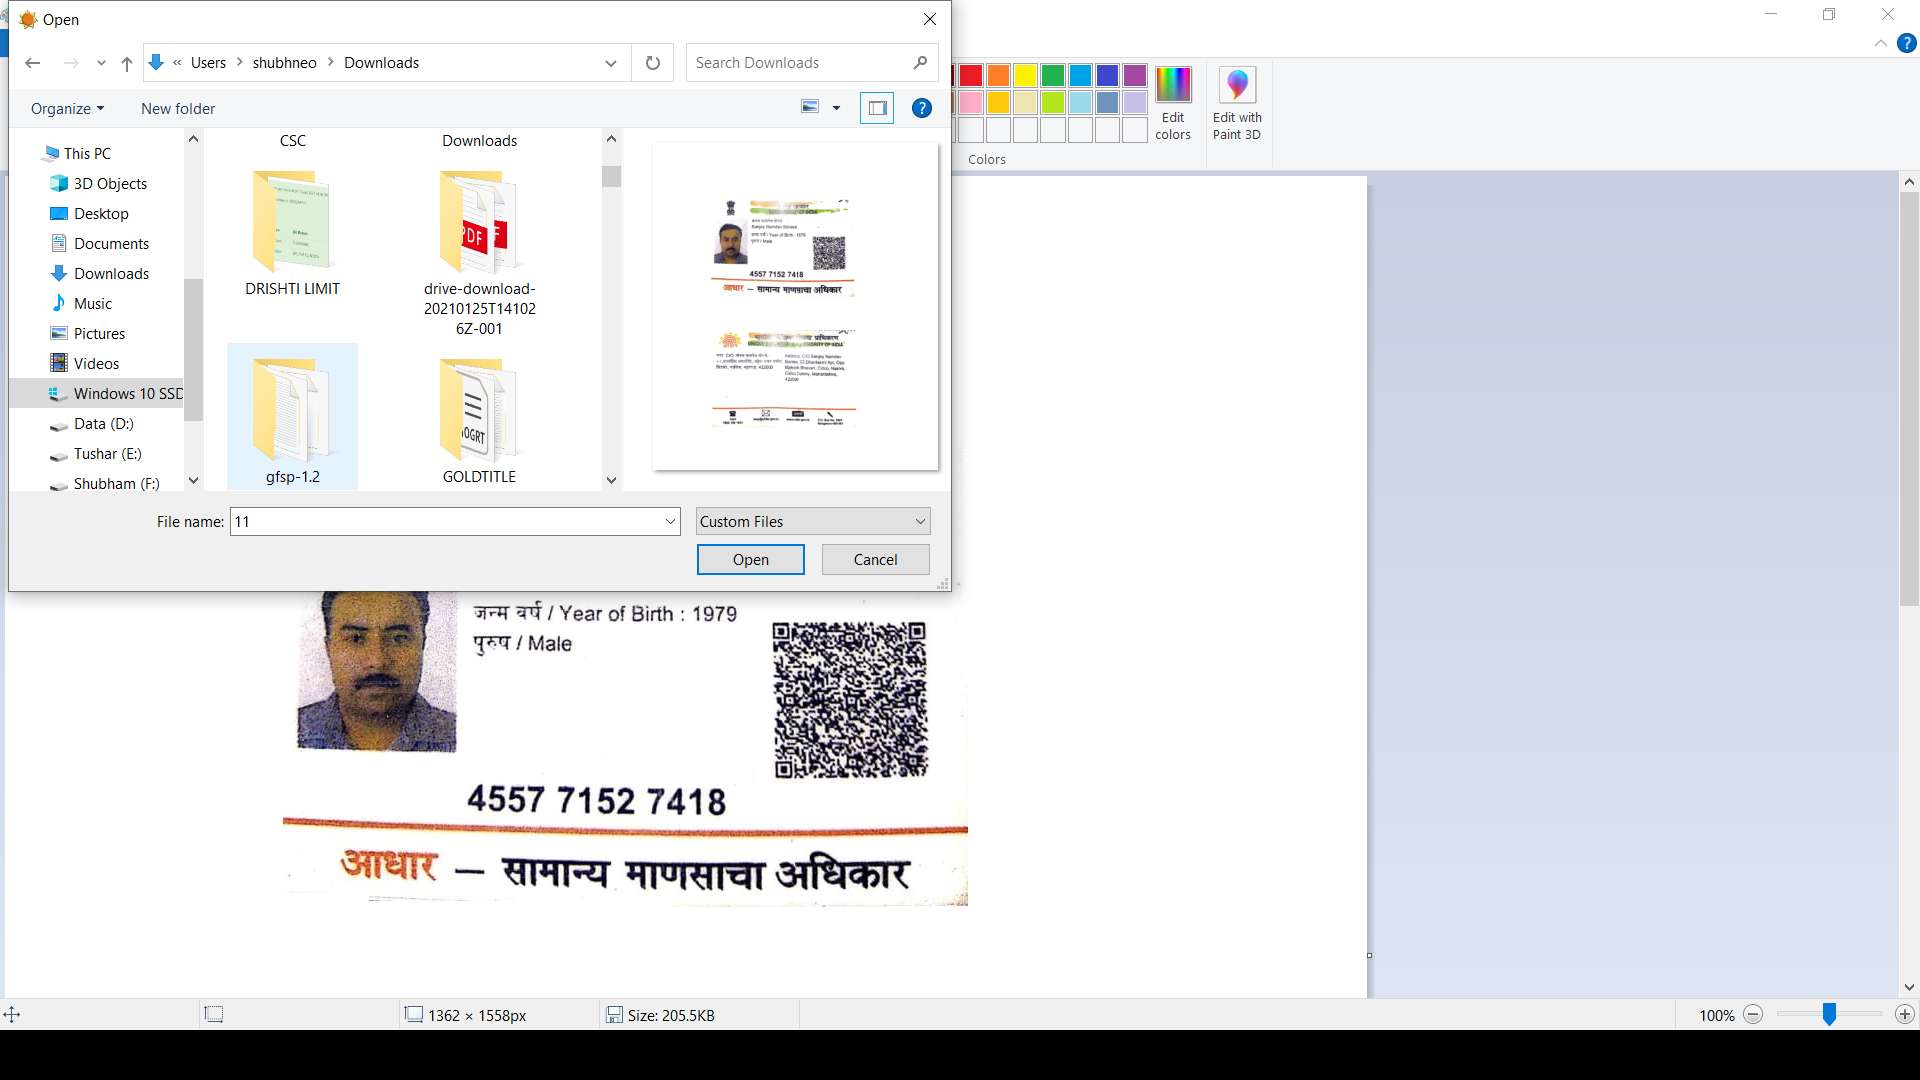 Open
Users
shubhneo
Downloads
Search Downloads
Organize
New folder
This PC
3D Objects
Desktop
Documents
Downloads
Music
Pictures
Videos
Windows 10 SSD
Data (D:)
Tushar (E:)
Shubham (F:)
CSC
Downloads
DRISHTI LIMIT
PDF
drive-download-
20210125T14102
6Z-001
gfsp-1.2
GOLDTITLE
4557 7152 7418
आधार — सामान्य माणसाचा अधिकार
File name:
11
Custom Files
Open
Cancel
Edit
colors
Edit with
Paint 3D
Colors
जन्म वर्ष / Year of Birth : 1979
पुरुष / Male
4557 7152 7418
आधार — सामान्य माणसाचा अधिकार
1362 × 1558px
Size: 205.5KB
100%